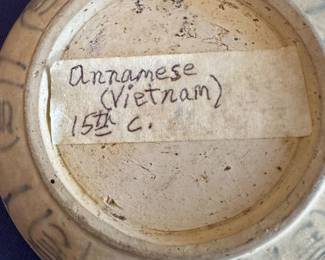 Annamese
(Vietnam)
15th c.